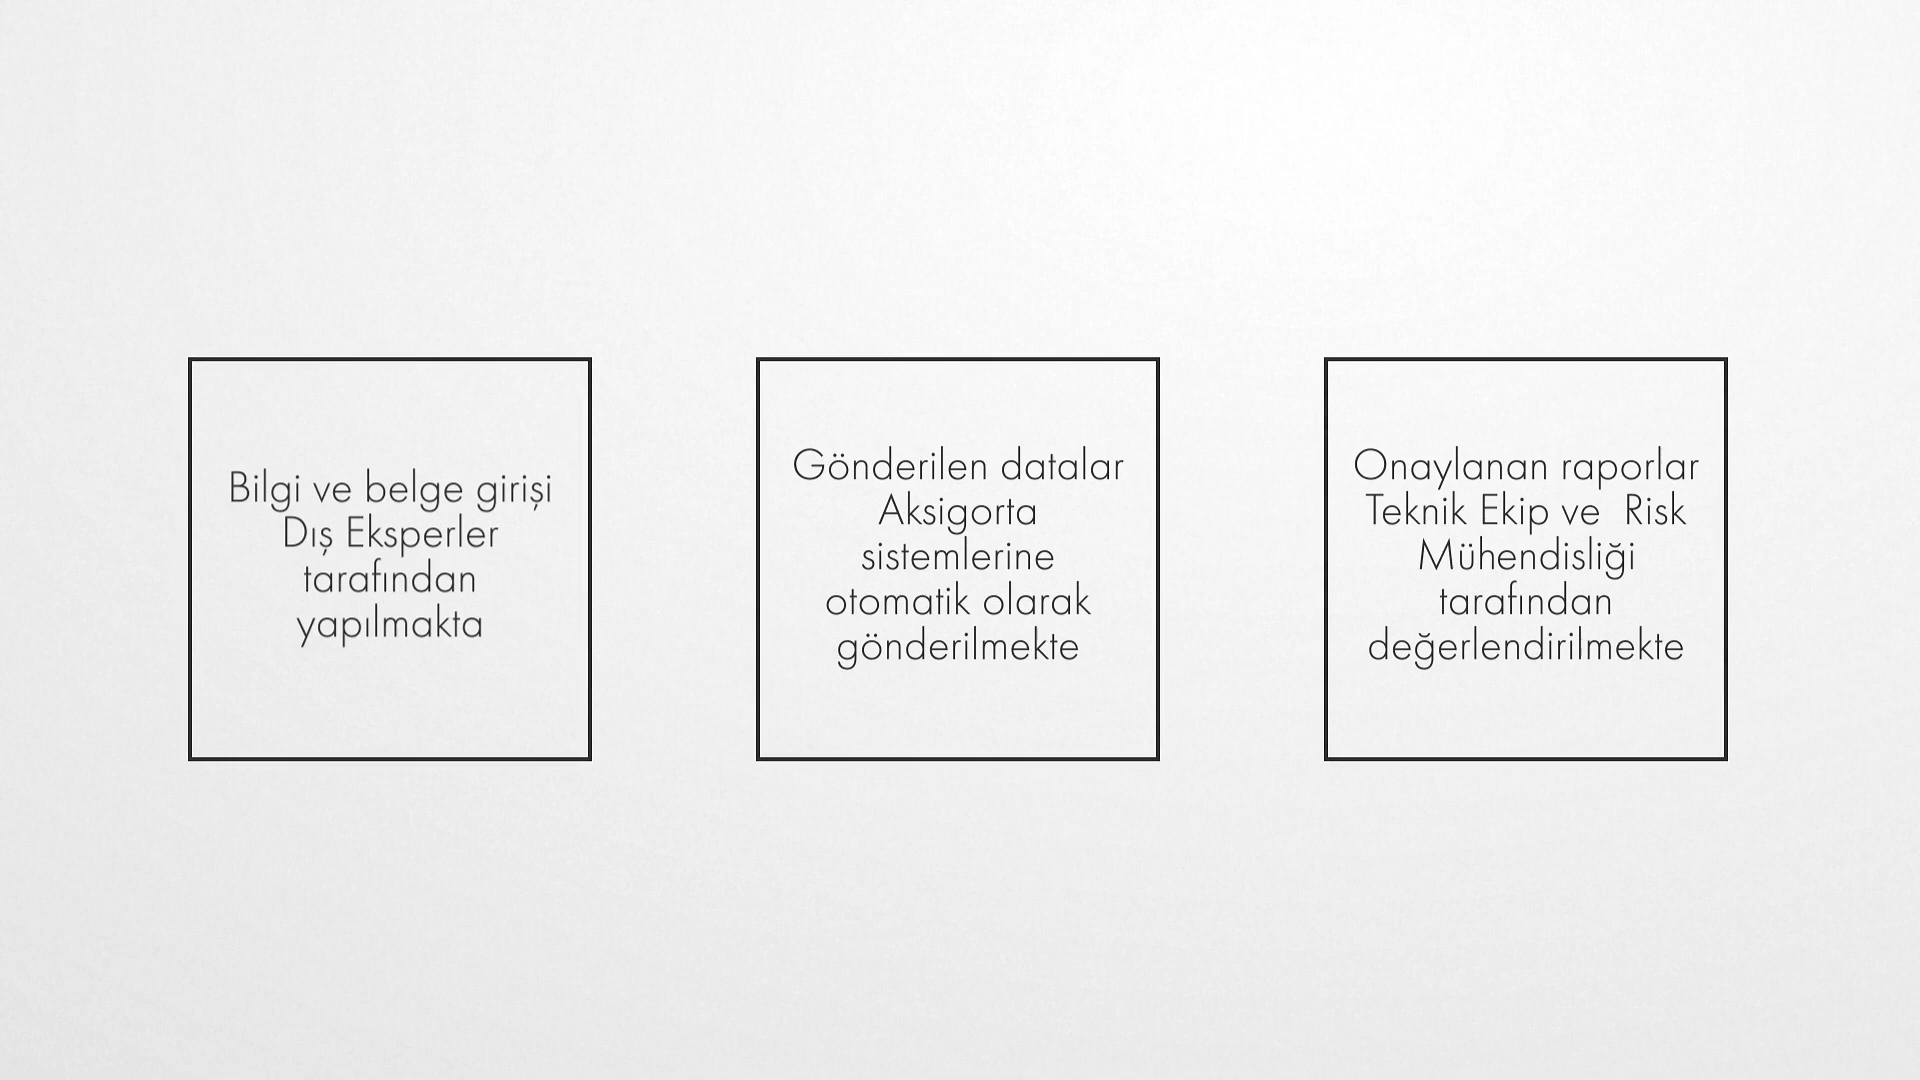 Bilgi ve belge girişi
Dış Eksperler
tarafından
yapılmakta
Gönderilen datalar
Aksigorta
sistemlerine
otomatik olarak
gönderilmekte
Onaylanan raporlar
Teknik Ekip ve  Risk
Mühendisliği
tarafından
değerlendirilmekte